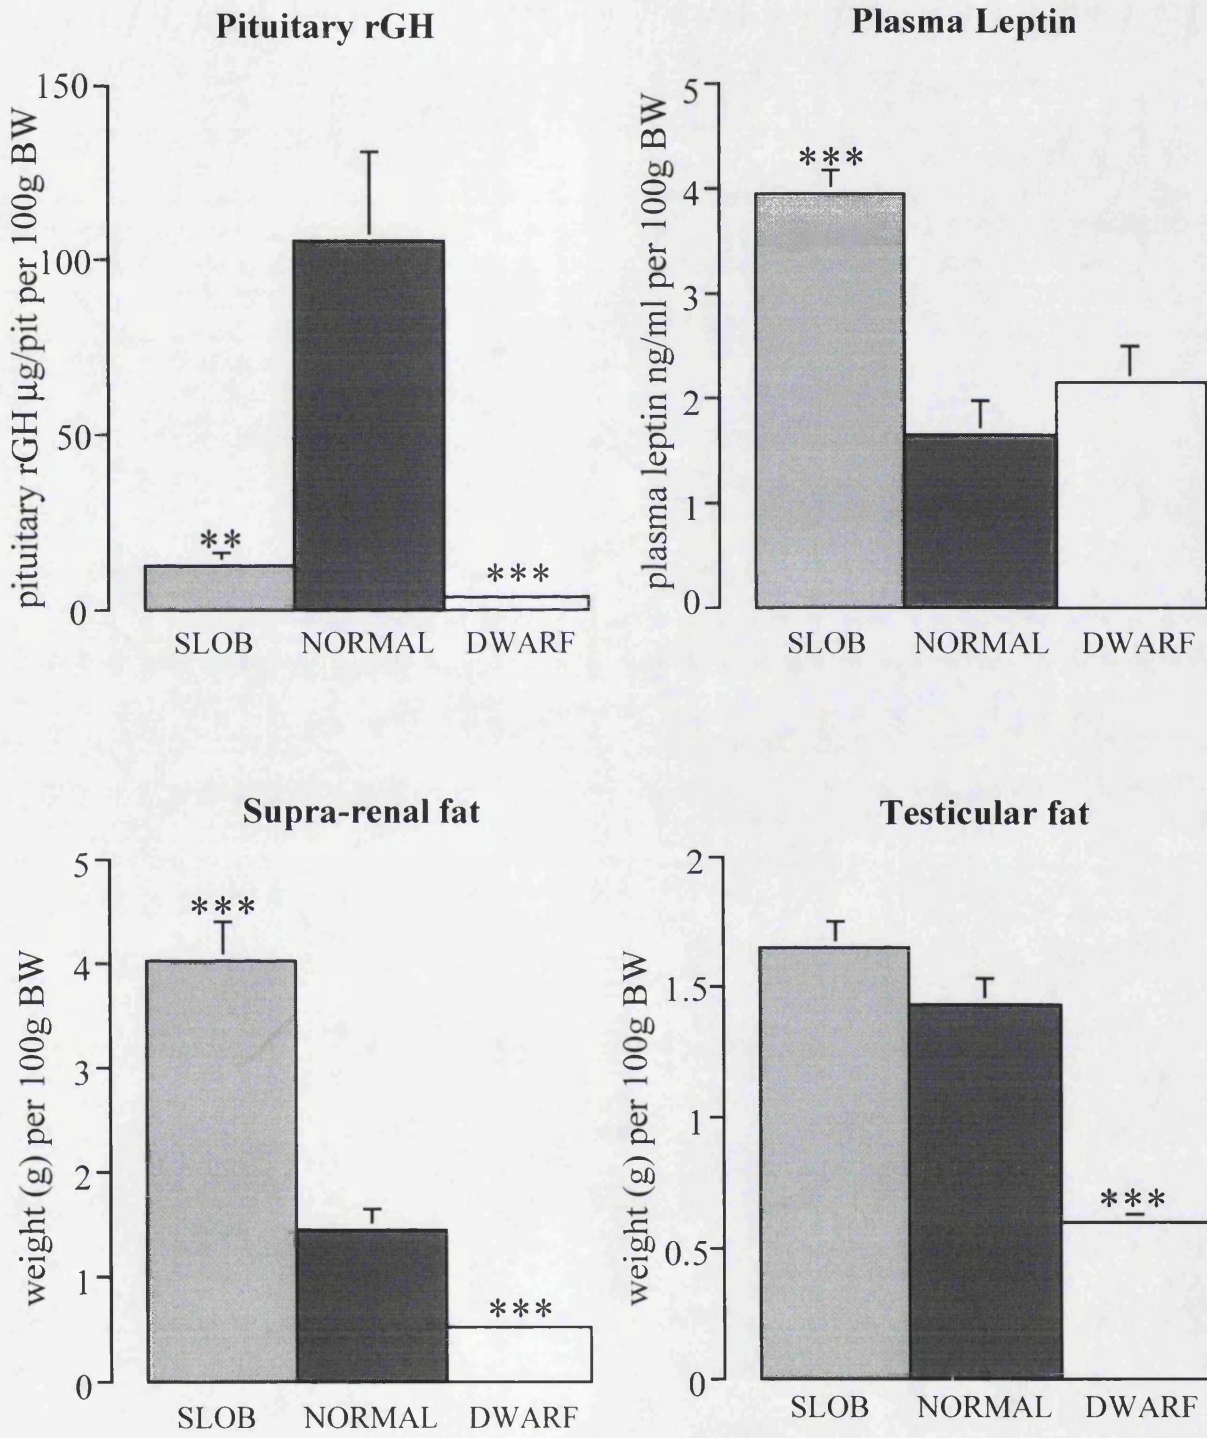 Pituitary rGH
pituitary rGH µg/pit per 100g BW
150
100
50
0
**
***
SLOB NORMAL DWARF
Plasma Leptin
plasma leptin ng/ml per 100g BW
5
4
3
2
1
0
***
SLOB NORMAL DWARF
Supra-renal fat
weight (g) per 100g BW
5
4
3
2
1
0
***
***
SLOB NORMAL DWARF
Testicular fat
weight (g) per 100g BW
2
1.5
1
0.5
0
***
SLOB NORMAL DWARF